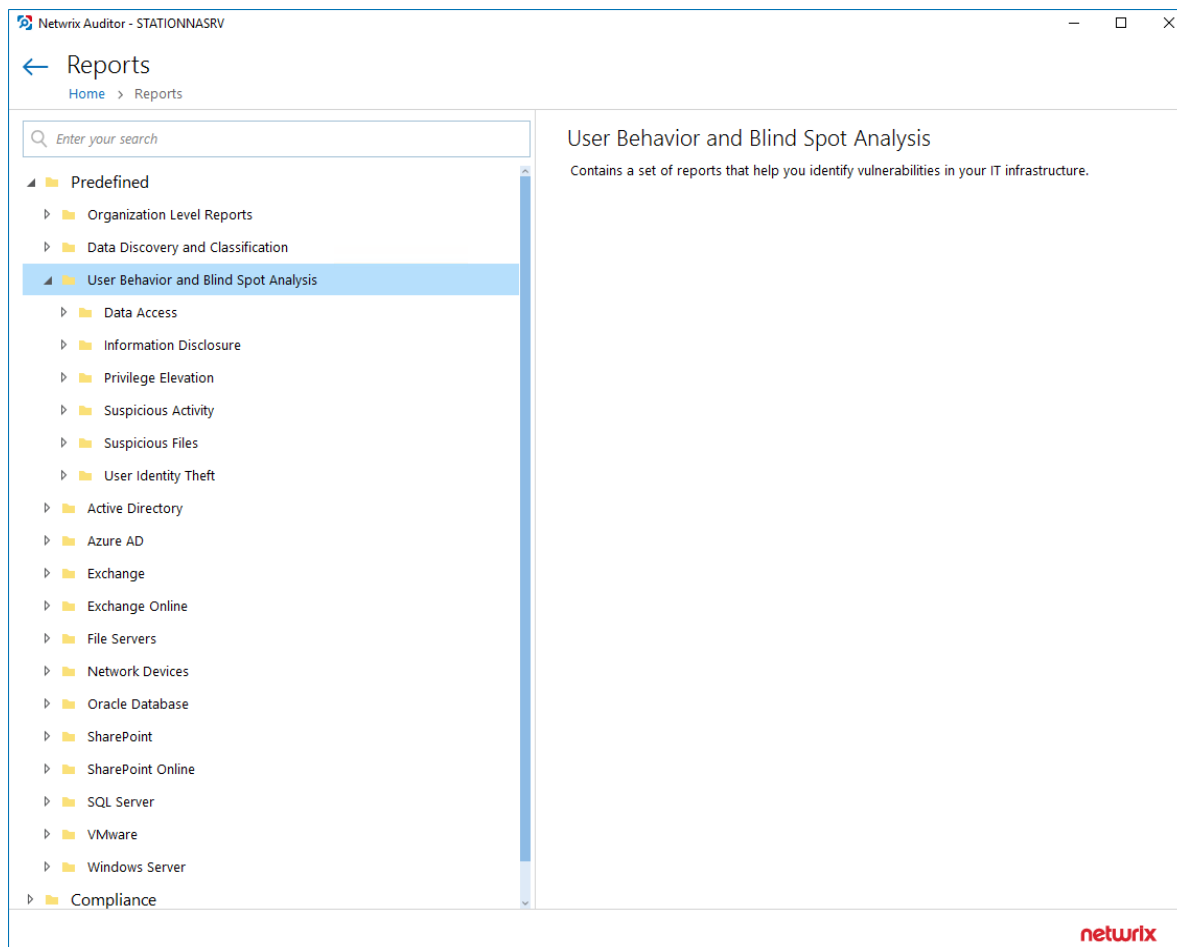 Netwrix Auditor - STATIONNASRV
Reports
Home > Reports
Enter your search
Predefined
Organization Level Reports
Data Discovery and Classification
User Behavior and Blind Spot Analysis
Data Access
Information Disclosure
Privilege Elevation
Suspicious Activity
Suspicious Files
User Identity Theft
Active Directory
Azure AD
Exchange
Exchange Online
File Servers
Network Devices
Oracle Database
SharePoint
SharePoint Online
SQL Server
VMware
Windows Server
Compliance
User Behavior and Blind Spot Analysis
Contains a set of reports that help you identify vulnerabilities in your IT infrastructure.
netwrix